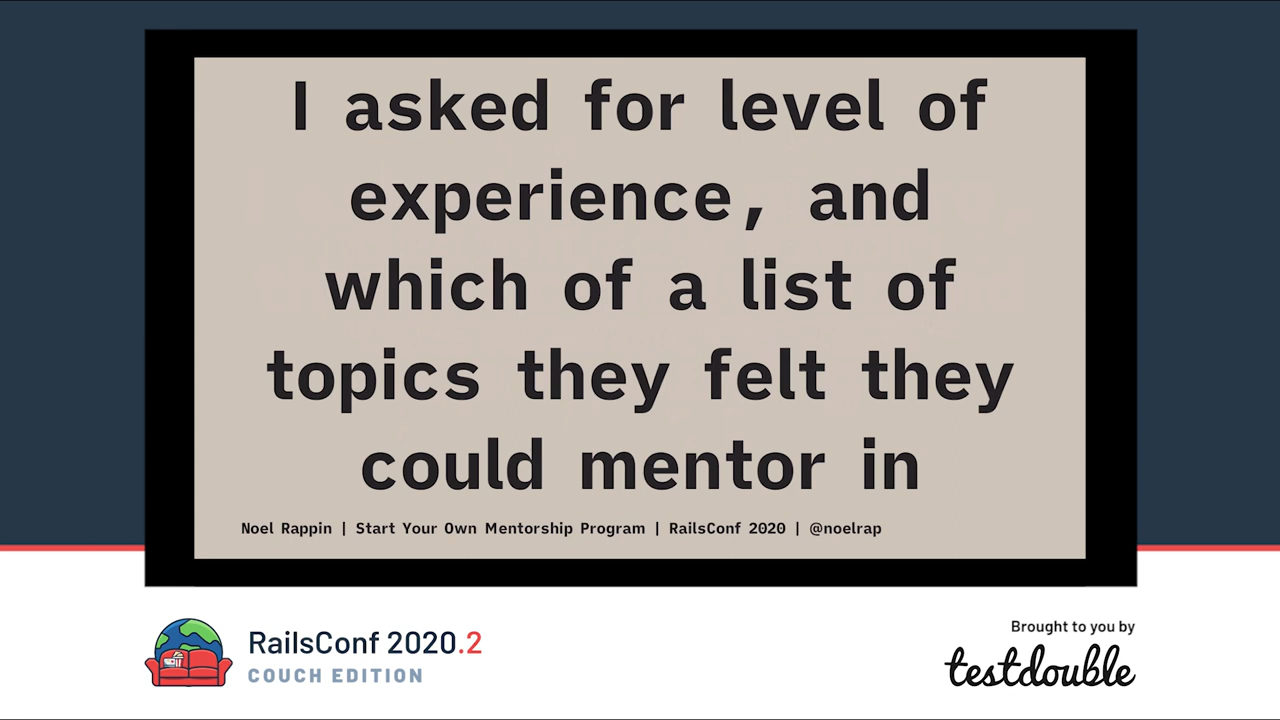 I asked for level of
experience, and
which of a list of
topics they felt they
could mentor in
Noel Rappin | Start Your Own Mentorship Program | RailsConf 2020 | @noelrap
RailsConf 2020.2
COUCH EDITION
Brought to you by
testdouble